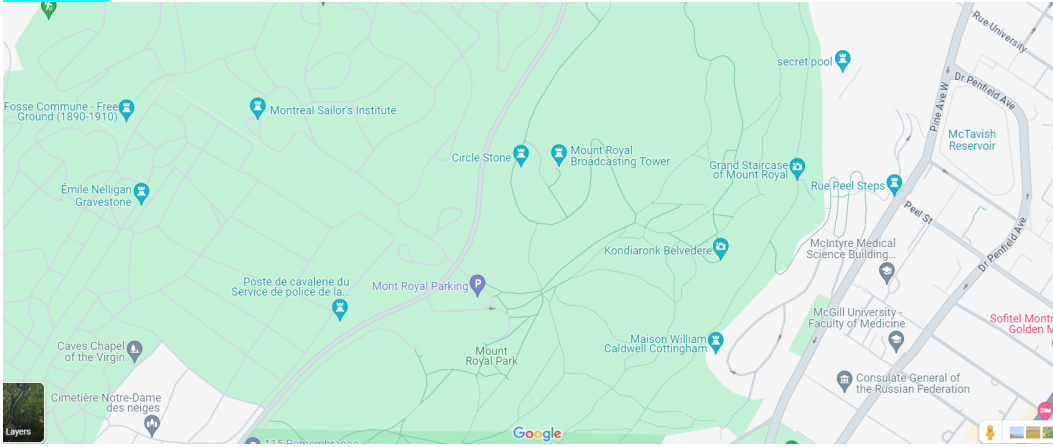 Rue University
secret pool
Dr Penfield Ave
Pine Ave W
Fosse Commune - Free
Ground (1890-1910)
Montreal Sailor's Institute
McTavish
Reservoir
Circle Stone
Mount Royal
Broadcasting Tower
Grand Staircase
of Mount Royal
Rue Peel Steps
Émile Nelligan
Gravestone
Peel St
Dr Penfield Ave
Kondiaronk Belvedere
McIntyre Medical
Science Building...
Poste de cavalerie du
Service de police de la...
Mont Royal Parking
P
McGill University -
Faculty of Medicine
Sofitel Montr
Golden M
Maison William
Caldwell Cottingham
Caves Chapel
of the Virgin
Mount
Royal Park
Consulate General of
the Russian Federation
Cimetière Notre-Dame
des neiges
Layers
115 Remembrance
Google